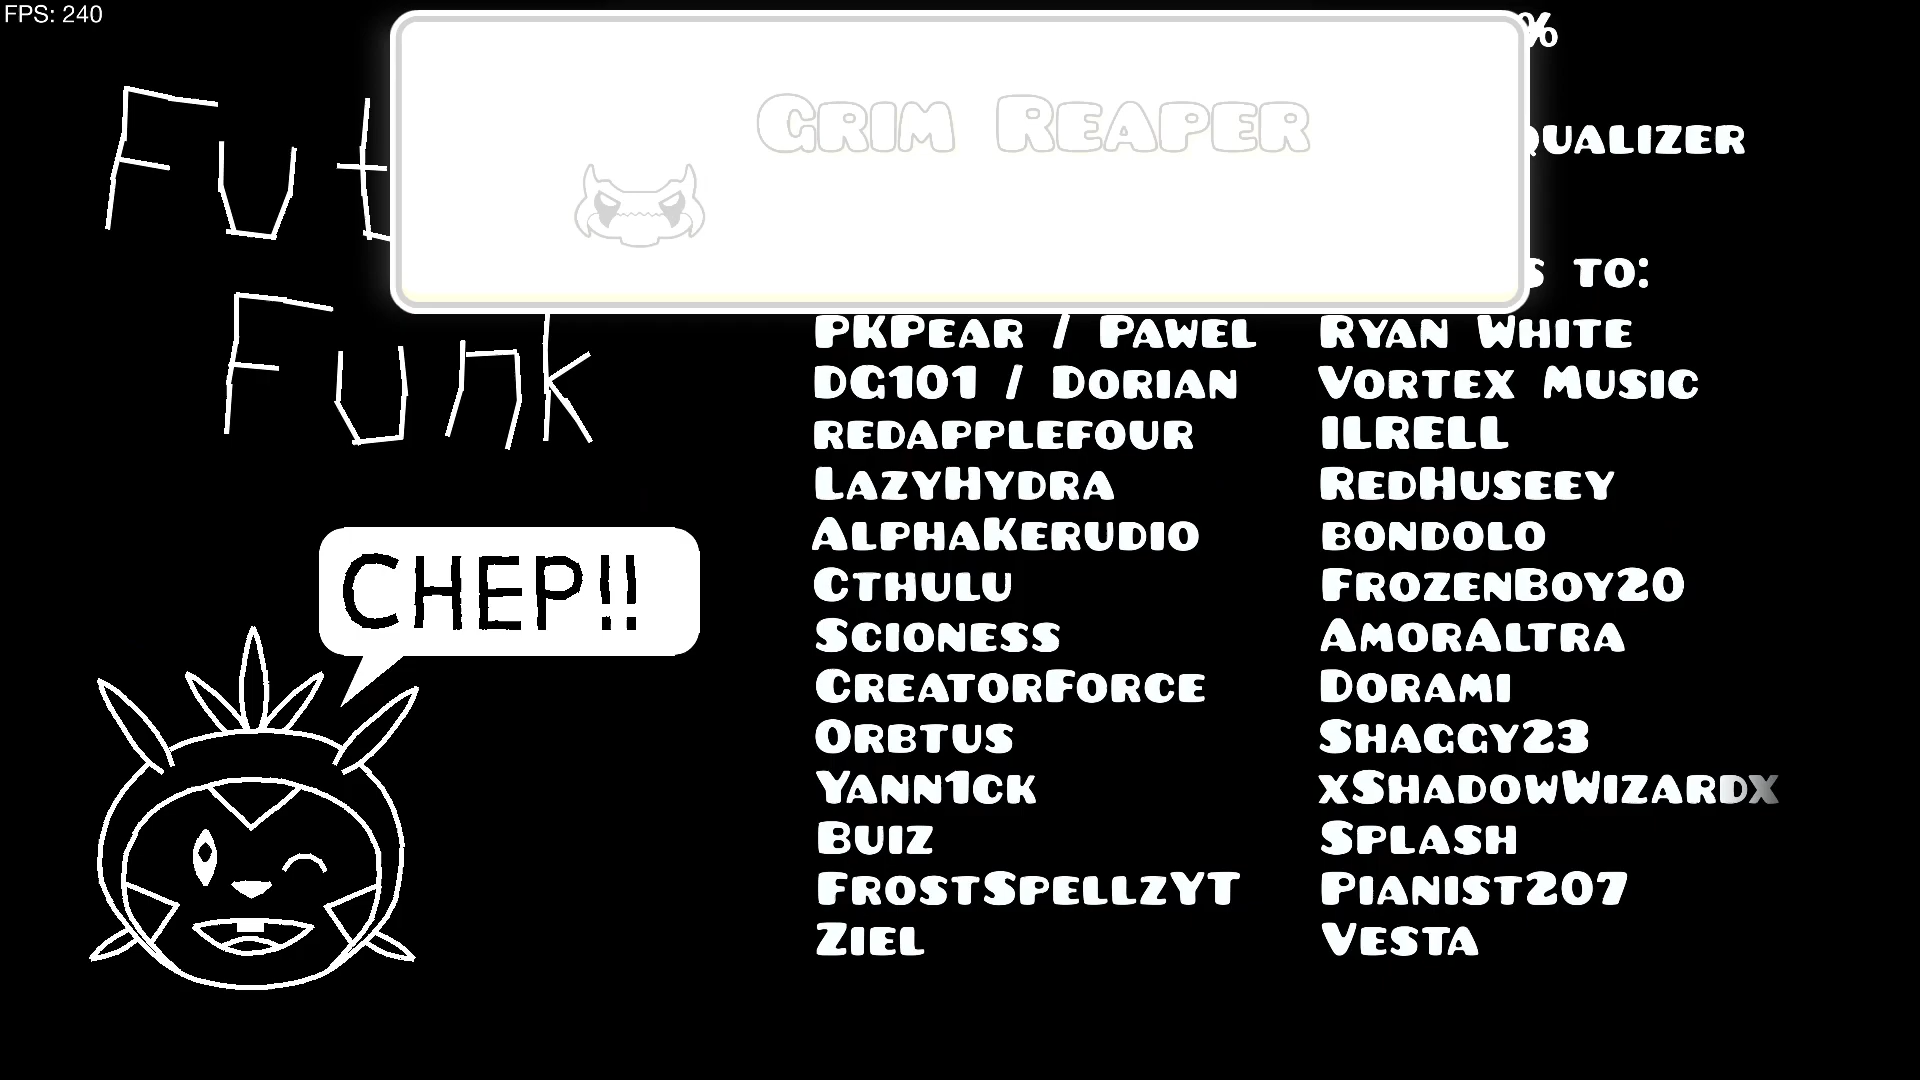 FPS: 240
Grim Reaper
%
Fut
QUALIZER
S TO:
Funk
CHEP!!
PKPear / Pawel Ryan White
DG101 / Dorian Vortex Music
redapplefour ILRELL
LazyHydra RedHuseey
AlphaKerudio bondolo
Cthulu FrozenBoy20
Scioness AmorAltra
CreatorForce Dorami
Orbtus Shaggy23
Yann1ck xShadowWizardx
Buiz Splash
FrostSpellzYT Pianist207
Ziel Vesta